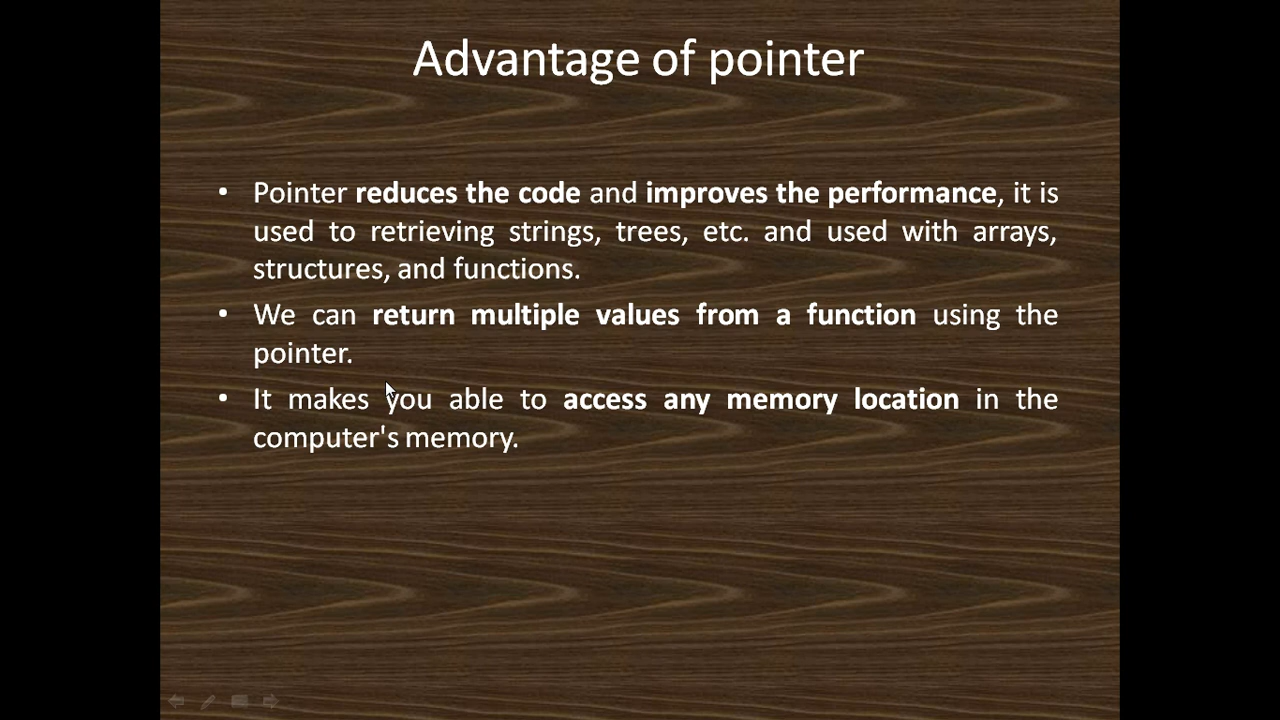 Advantage of pointer
• Pointer reduces the code and improves the performance, it is
used to retrieving strings, trees, etc. and used with arrays,
structures, and functions.
• We can return multiple values from a function using the
pointer.
• It makes you able to access any memory location in the
computer's memory.